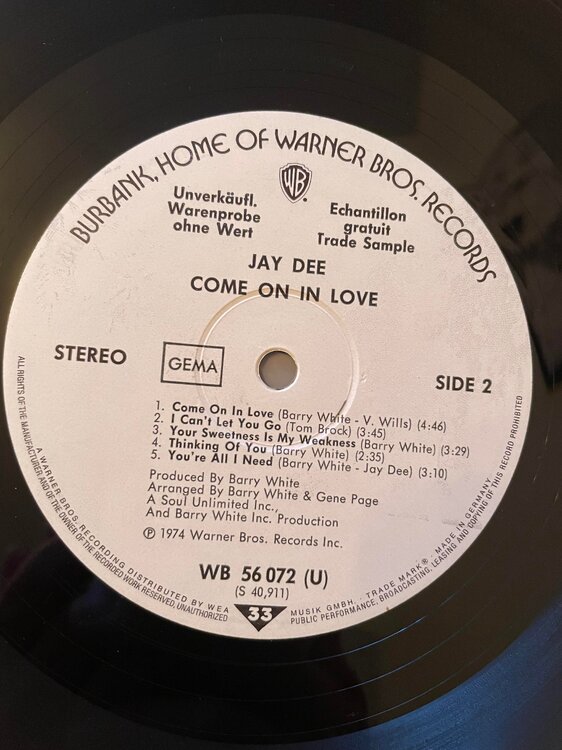 BURBANK, HOME OF WARNER BROS. RECORDS
WB
Unverkäufl.
Warenprobe
ohne Wert
Echantillon
gratuit
Trade Sample
JAY DEE
COME ON IN LOVE
STEREO
GEMA
SIDE 2
1. Come On In Love (Barry White - V. Wills) (4:46)
2. I Can't Let You Go (Tom Brock) (3:45)
3. Your Sweetness Is My Weakness (Barry White) (3:29)
4. Thinking Of You (Barry White) (2:35)
5. You're All I Need (Barry White - Jay Dee) (3:10)
Produced By Barry White
Arranged By Barry White & Gene Page
A Soul Unlimited Inc.,
And Barry White Inc. Production
℗ 1974 Warner Bros. Records Inc.
WB 56 072 (U)
(S 40,911)
33
A WARNER BROS. RECORDING DISTRIBUTED BY WEA MUSIK GMBH. . TRADE MARK® . MADE IN GERMANY
ALL RIGHTS OF THE MANUFACTURER AND OF THE OWNER OF THE RECORDED WORK RESERVED, UNAUTHORIZED PUBLIC PERFORMANCE, BROADCASTING, LEASING AND COPYING OF THIS RECORD PROHIBITED